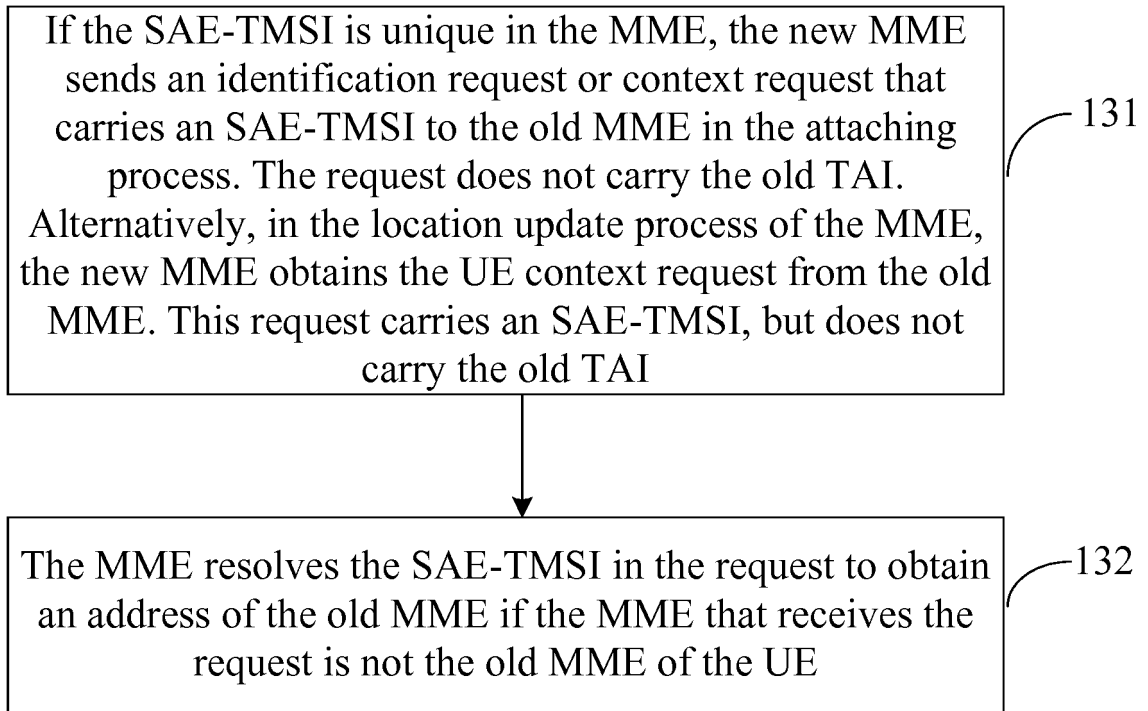 If the SAE-TMSI is unique in the MME, the new MME
sends an identification request or context request that
carries an SAE-TMSI to the old MME in the attaching
process. The request does not carry the old TAI.
Alternatively, in the location update process of the MME,
the new MME obtains the UE context request from the old
MME. This request carries an SAE-TMSI, but does not
carry the old TAI
131
The MME resolves the SAE-TMSI in the request to obtain
an address of the old MME if the MME that receives the
request is not the old MME of the UE
132